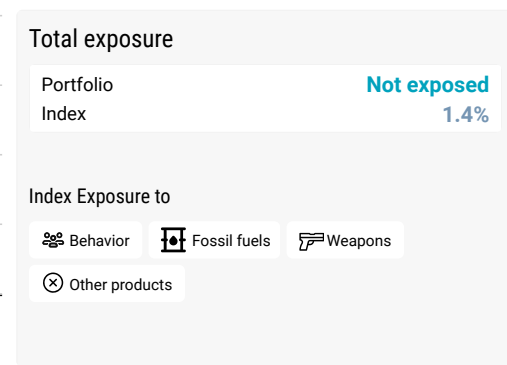 Total exposure
Portfolio Not exposed
Index 1.4%
Index Exposure to
Behavior Fossil fuels Weapons
Other products